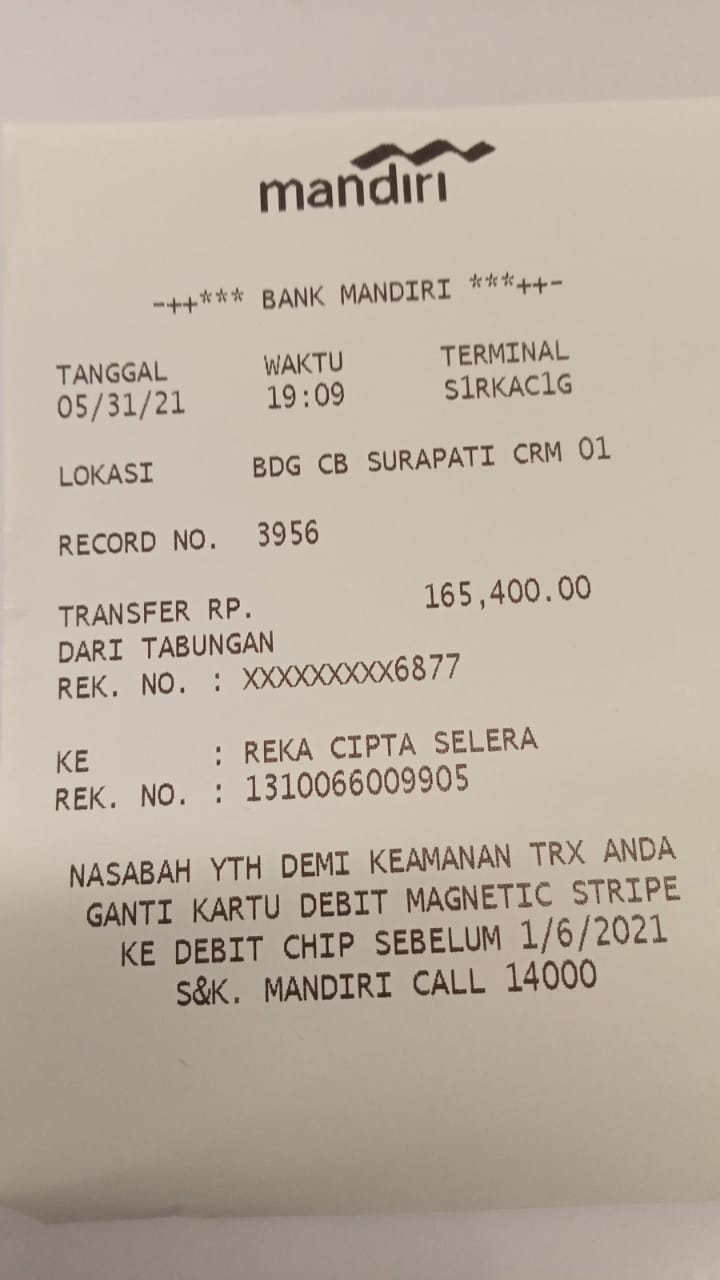 mandiri
-++*** BANK MANDIRI ***++-
TANGGAL WAKTU TERMINAL
05/31/21 19:09 S1RKAC1G
LOKASI BDG CB SURAPATI CRM 01
RECORD NO. 3956
TRANSFER RP. 165,400.00
DARI TABUNGAN
REK. NO. : XXXXXXXXX6877
KE : REKA CIPTA SELERA
REK. NO. : 1310066009905
NASABAH YTH DEMI KEAMANAN TRX ANDA
GANTI KARTU DEBIT MAGNETIC STRIPE
KE DEBIT CHIP SEBELUM 1/6/2021
S&K. MANDIRI CALL 14000